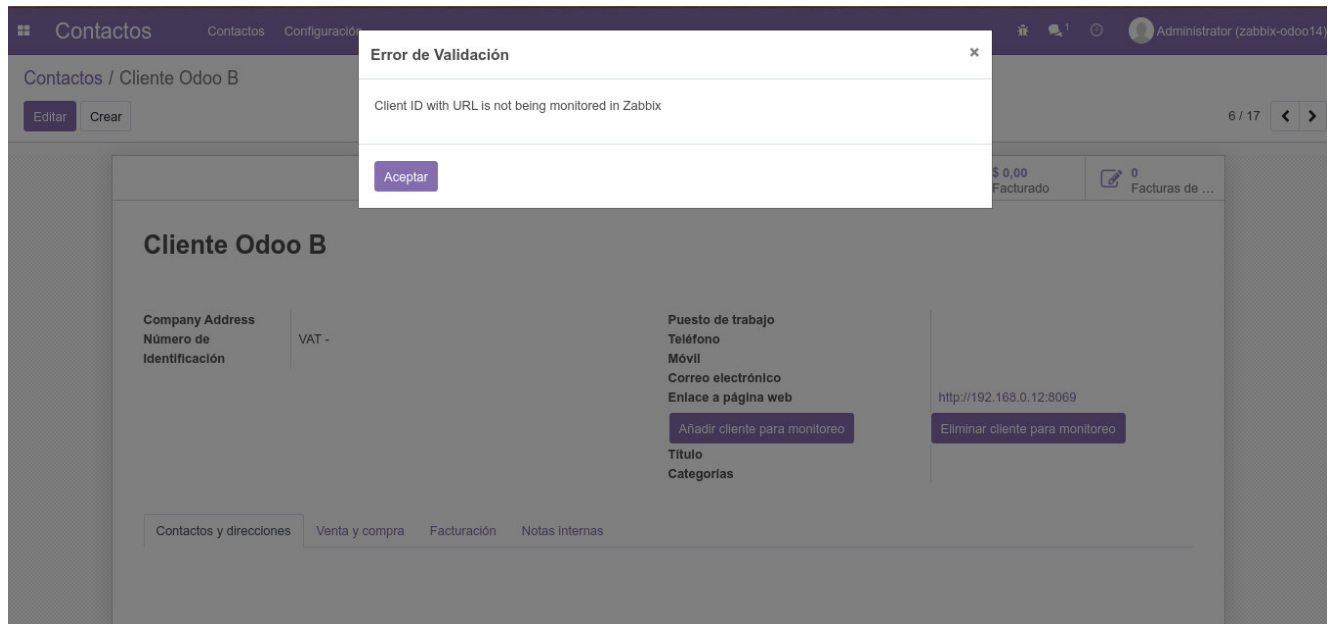 Contactos
Contactos Configuración
1
Administrator (zabbix-odoo14)
Contactos / Cliente Odoo B
Editar Crear
6 / 17
Error de Validación
×
Client ID with URL is not being monitored in Zabbix
Aceptar
$ 0,00
Facturado
0
Facturas de ...
Cliente Odoo B
Company Address
Número de
Identificación
VAT -
Puesto de trabajo
Teléfono
Móvil
Correo electrónico
Enlace a página web http://192.168.0.12:8069
Añadir cliente para monitoreo Eliminar cliente para monitoreo
Título
Categorías
Contactos y direcciones Venta y compra Facturación Notas internas